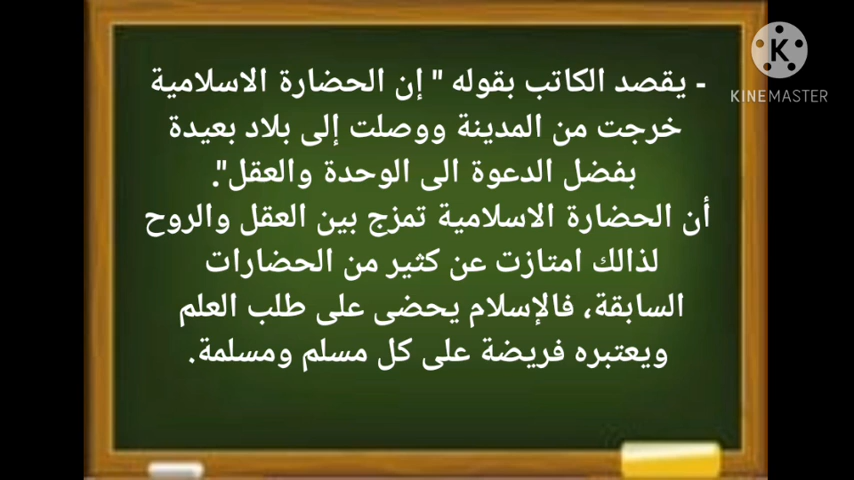 - يقصد الكاتب بقوله " إن الحضارة الاسلامية
خرجت من المدينة ووصلت إلى بلاد بعيدة
بفضل الدعوة الى الوحدة والعقل".
أن الحضارة الاسلامية تمزج بين العقل والروح
لذالك امتازت عن كثير من الحضارات
السابقة، فالإسلام يحضى على طلب العلم
ويعتبره فريضة على كل مسلم ومسلمة.
K
KINEMASTER